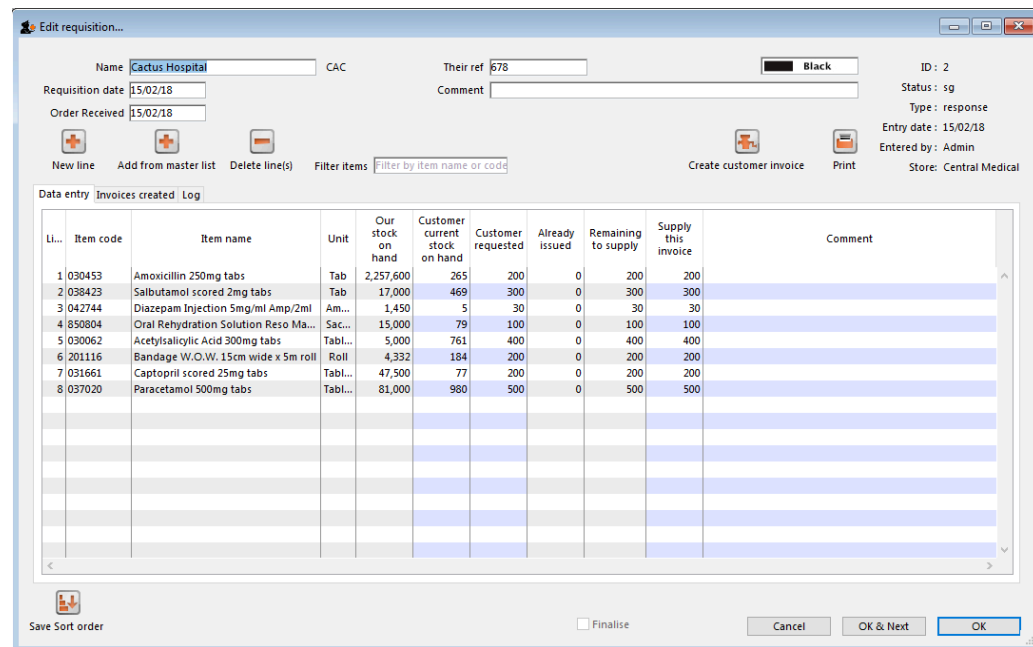 Edit requisition...
Name Cactus Hospital CAC Their ref 678 Black ID : 2
Requisition date 15/02/18 Comment Status : sg
Order Received 15/02/18 Type : response
Entry date : 15/02/18
Entered by : Admin
New line Add from master list Delete line(s) Filter items Filter by item name or code Create customer invoice Print Store: Central Medical
Data entry Invoices created Log
Li... Item code Item name Unit Our stock on hand Customer current stock on hand Customer requested Already issued Remaining to supply Supply this invoice Comment
1 030453 Amoxicillin 250mg tabs Tab 2,257,600 265 200 0 200 200
2 038423 Salbutamol scored 2mg tabs Tab 17,000 469 300 0 300 300
3 042744 Diazepam Injection 5mg/ml Amp/2ml Am... 1,450 5 30 0 30 30
4 850804 Oral Rehydration Solution Reso Ma... Sac... 15,000 79 100 0 100 100
5 030062 Acetylsalicylic Acid 300mg tabs Tabl... 5,000 761 400 0 400 400
6 201116 Bandage W.O.W. 15cm wide x 5m roll Roll 4,332 184 200 0 200 200
7 031661 Captopril scored 25mg tabs Tabl... 47,500 77 200 0 200 200
8 037020 Paracetamol 500mg tabs Tabl... 81,000 980 500 0 500 500
Save Sort order Finalise Cancel OK & Next OK